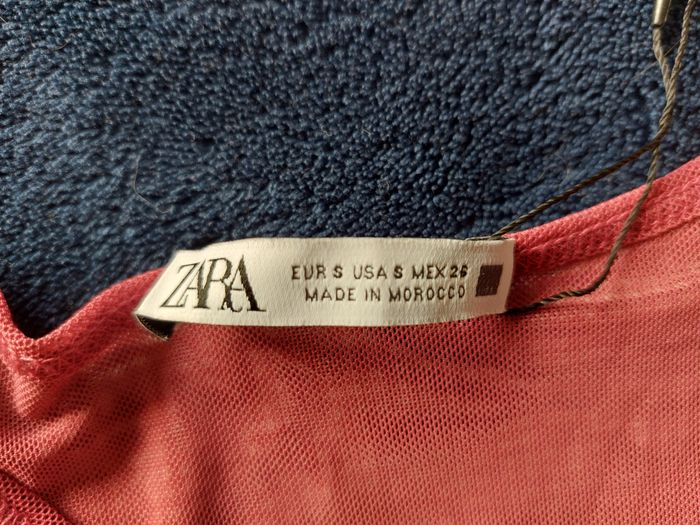 ZARA
EUR S USA S MEX 26
MADE IN MOROCCO